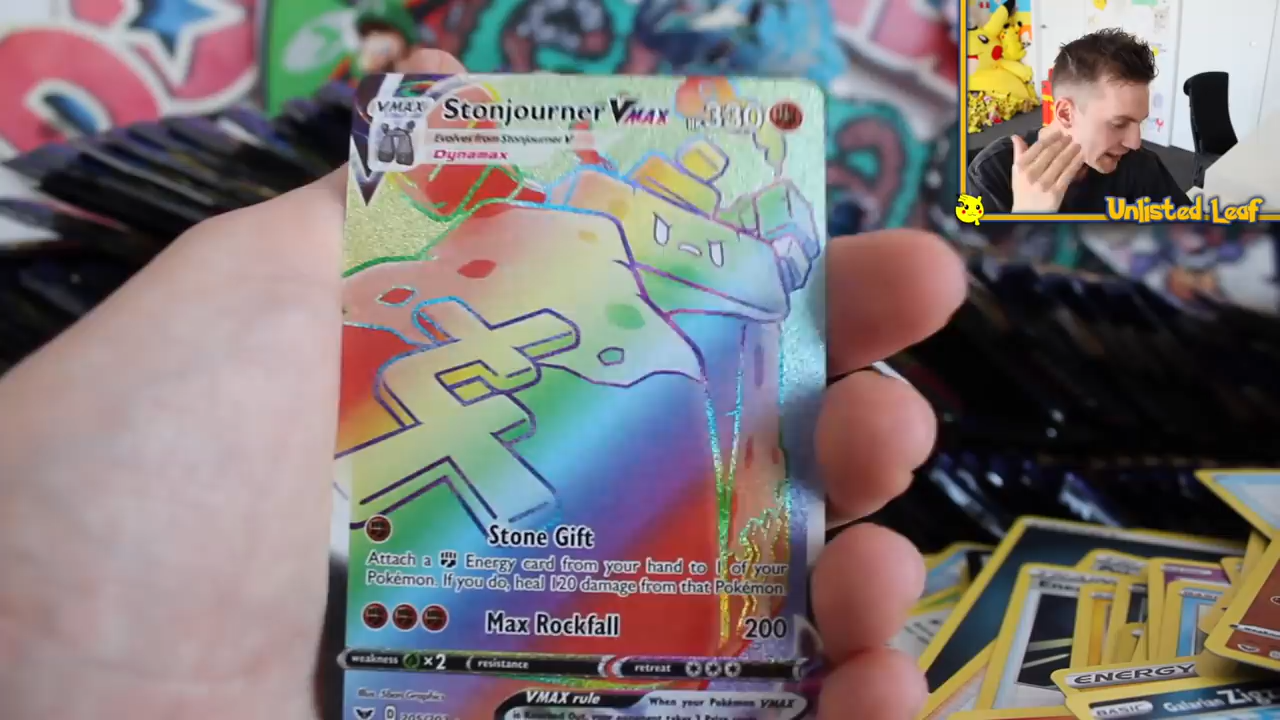 VMAX Stonjourner VMAX 330
Evolves from Stonjourner V
Dynamax
Unlisted Leaf
Stone Gift
Attach a Energy card from your hand to 1 of your
Pokémon. If you do, heal 120 damage from that Pokémon
Max Rockfall 200
weakness ×2 resistance retreat
VMAX rule When your Pokémon VMAX
ENERGY
BASIC Galarian Zigz